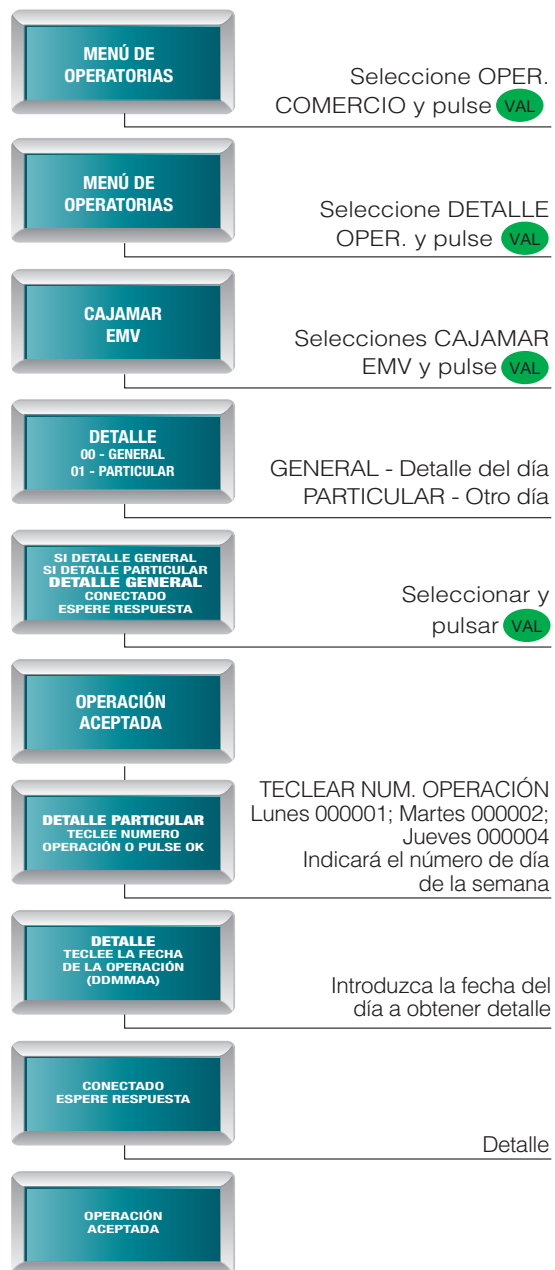 MENÚ DE
OPERATORIAS
Seleccione OPER.
COMERCIO y pulse VAL
MENÚ DE
OPERATORIAS
Seleccione DETALLE
OPER. y pulse VAL
CAJAMAR
EMV
Selecciones CAJAMAR
EMV y pulse VAL
DETALLE
00 - GENERAL
01 - PARTICULAR
GENERAL - Detalle del día
PARTICULAR - Otro día
SI DETALLE GENERAL
SI DETALLE PARTICULAR
DETALLE GENERAL
CONECTADO
ESPERE RESPUESTA
Seleccionar y
pulsar VAL
OPERACIÓN
ACEPTADA
DETALLE PARTICULAR
TECLEE NUMERO
OPERACIÓN O PULSE OK
TECLEAR NUM. OPERACIÓN
Lunes 000001; Martes 000002;
Jueves 000004
Indicará el número de día
de la semana
DETALLE
TECLEE LA FECHA
DE LA OPERACIÓN
(DDMMAA)
Introduzca la fecha del
día a obtener detalle
CONECTADO
ESPERE RESPUESTA
Detalle
OPERACIÓN
ACEPTADA